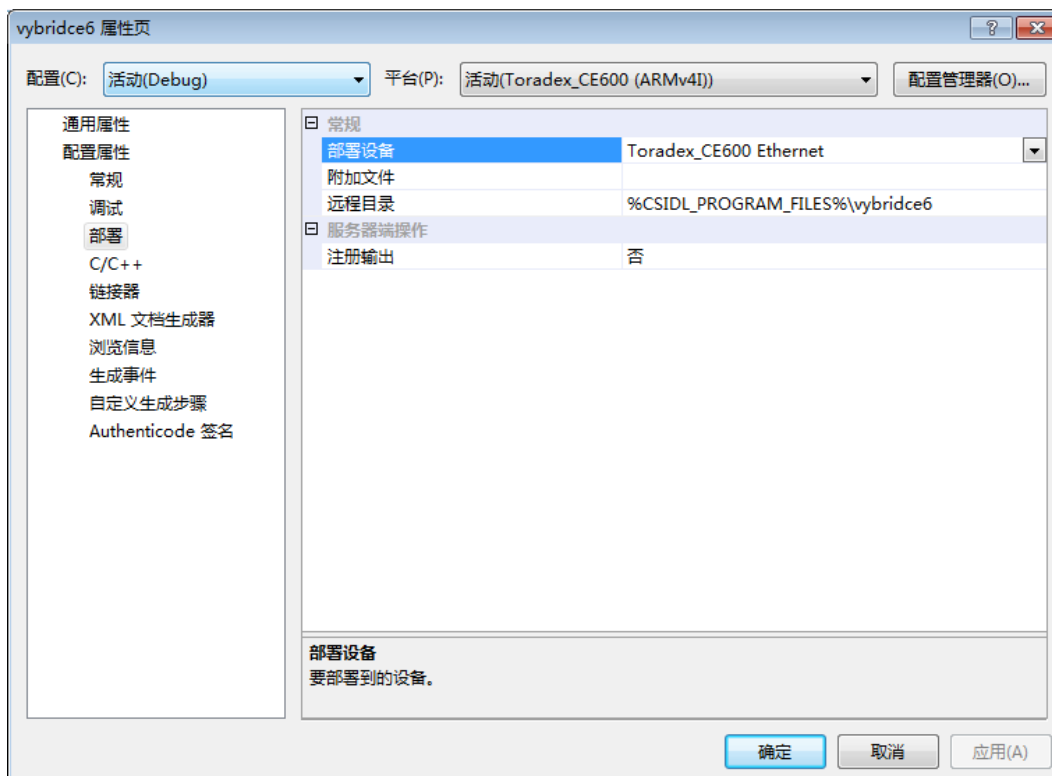 vybridce6 属性页
配置(C): 活动(Debug) 平台(P): 活动(Toradex_CE600 (ARMv4I)) 配置管理器(O)...
通用属性
配置属性
常规
调试
部署
C/C++
链接器
XML 文档生成器
浏览信息
生成事件
自定义生成步骤
Authenticode 签名
常规
部署设备 Toradex_CE600 Ethernet
附加文件
远程目录 %CSIDL_PROGRAM_FILES%\vybridce6
服务器端操作
注册输出 否
部署设备
要部署到的设备。
确定 取消 应用(A)